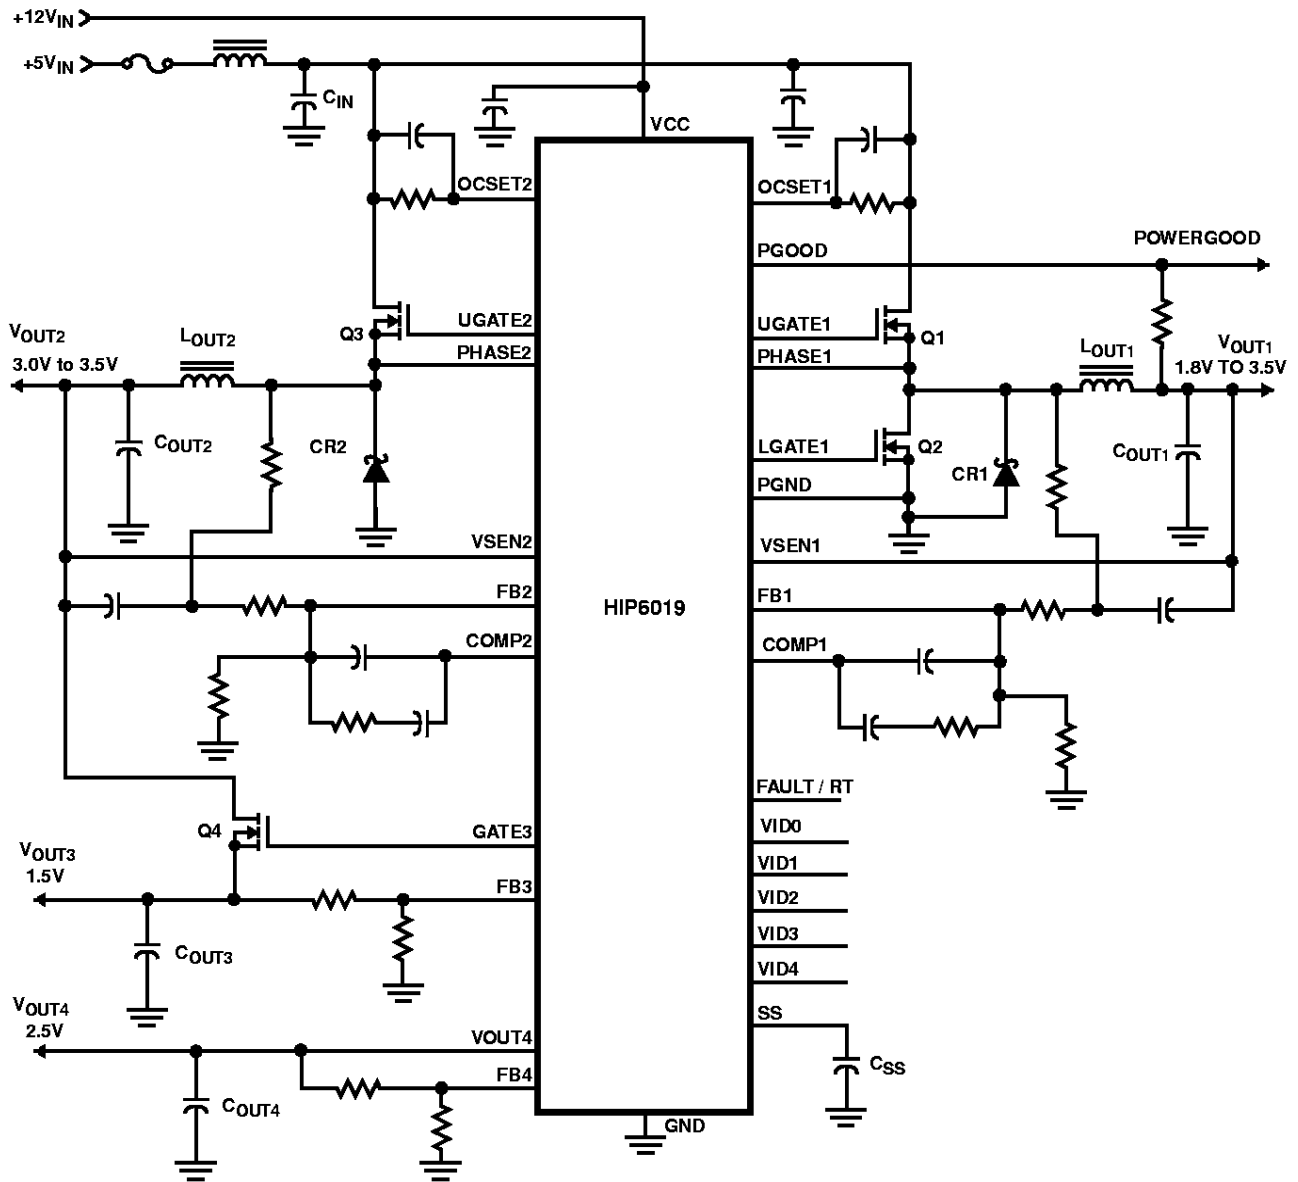 +12VIN
+5VIN
CIN
VCC
OCSET2
OCSET1
PGOOD
POWERGOOD
UGATE2
Q3
UGATE1
Q1
PHASE2
PHASE1
VOUT2
3.0V to 3.5V
LOUT2
LOUT1
VOUT1
1.8V TO 3.5V
COUT2
CR2
LGATE1
Q2
COUT1
CR1
PGND
VSEN2
VSEN1
FB2
HIP6019
FB1
COMP2
COMP1
FAULT / RT
Q4
GATE3
VID0
VOUT3
1.5V
VID1
FB3
VID2
VID3
COUT3
VID4
VOUT4
2.5V
SS
VOUT4
FB4
CSS
COUT4
GND